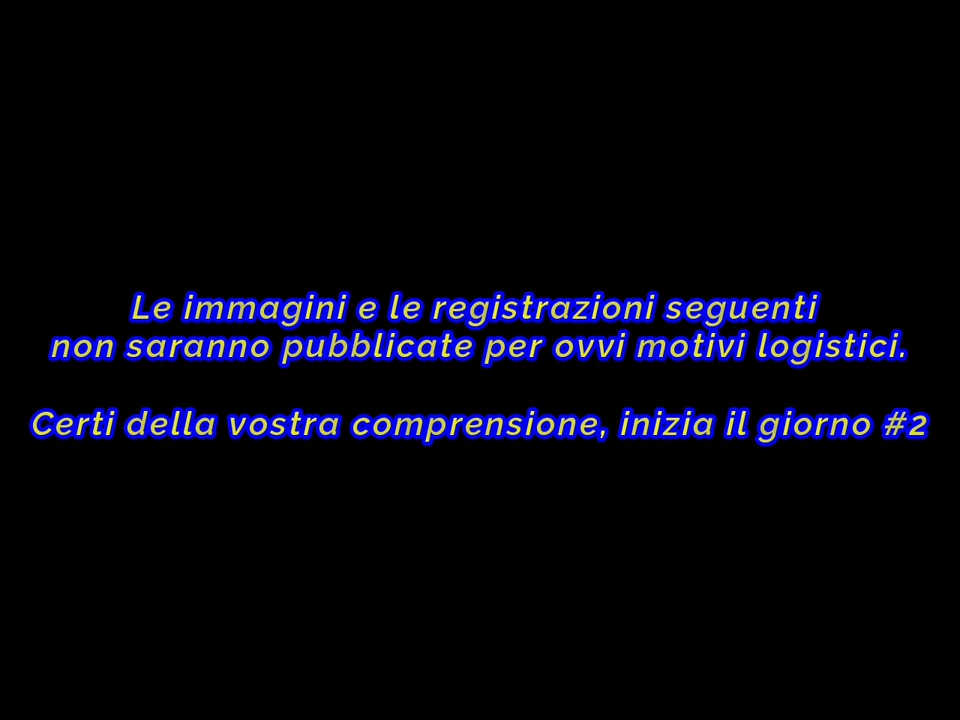 Le immagini e le registrazioni seguenti
non saranno pubblicate per ovvi motivi logistici.
Certi della vostra comprensione, inizia il giorno #2